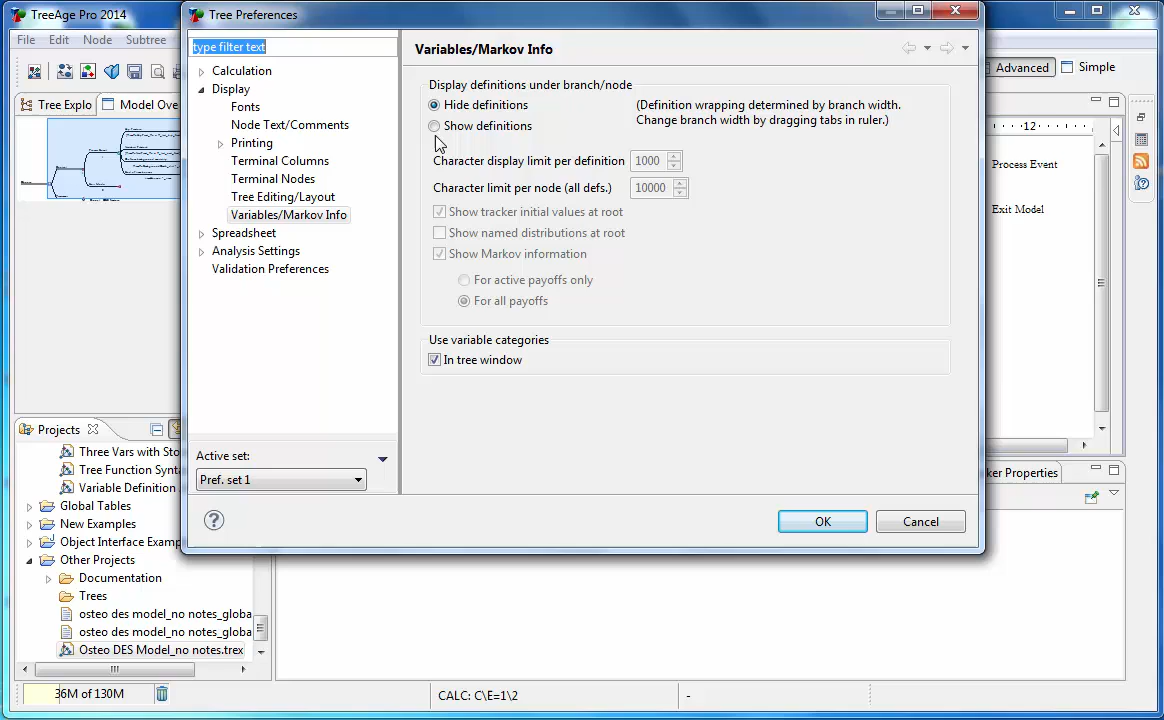 TreeAge Pro 2014
Tree Preferences
File Edit Node Subtree
type filter text
Variables/Markov Info
Advanced
Simple
Calculation
Display
Fonts
Node Text/Comments
Printing
Terminal Columns
Terminal Nodes
Tree Editing/Layout
Variables/Markov Info
Spreadsheet
Analysis Settings
Validation Preferences
Tree Explo
Model Ove
Display definitions under branch/node
Hide definitions
Show definitions
(Definition wrapping determined by branch width.
Change branch width by dragging tabs in ruler.)
Character display limit per definition 1000
Character limit per node (all defs.) 10000
Show tracker initial values at root
Show named distributions at root
Show Markov information
For active payoffs only
For all payoffs
Use variable categories
In tree window
12
Process Event
Exit Model
Active set:
Pref. set 1
OK
Cancel
Projects
Three Vars with Sto
Tree Function Synta
Variable Definition
Global Tables
New Examples
Object Interface Examp
Other Projects
Documentation
Trees
osteo des model_no notes_globa
osteo des model_no notes_globa
Osteo DES Model_no notes.trex
ker Properties
36M of 130M
CALC: C\E=1\2
-